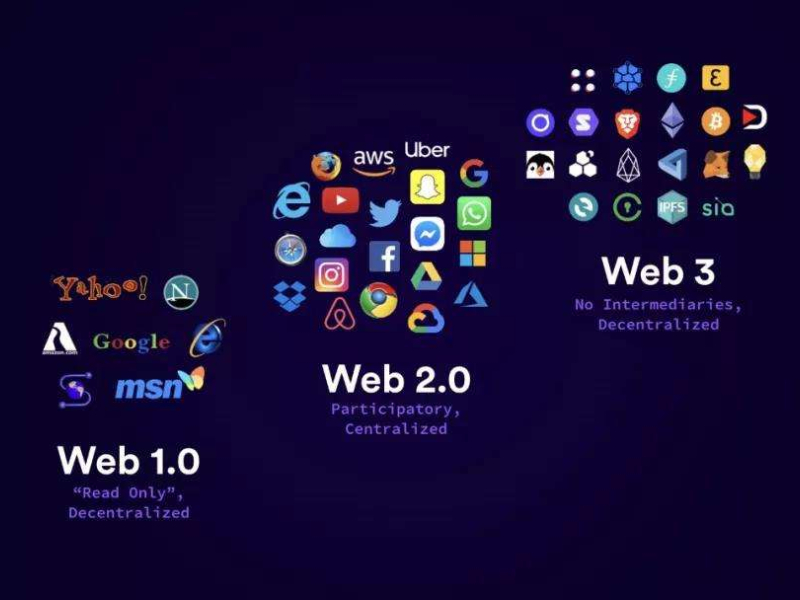 Yahoo!
N
amazon.com
Google
msn
Web 1.0
“Read Only”,
Decentralized
aws
Uber
Web 2.0
Participatory,
Centralized
IPFS
sia
Web 3
No Intermediaries,
Decentralized